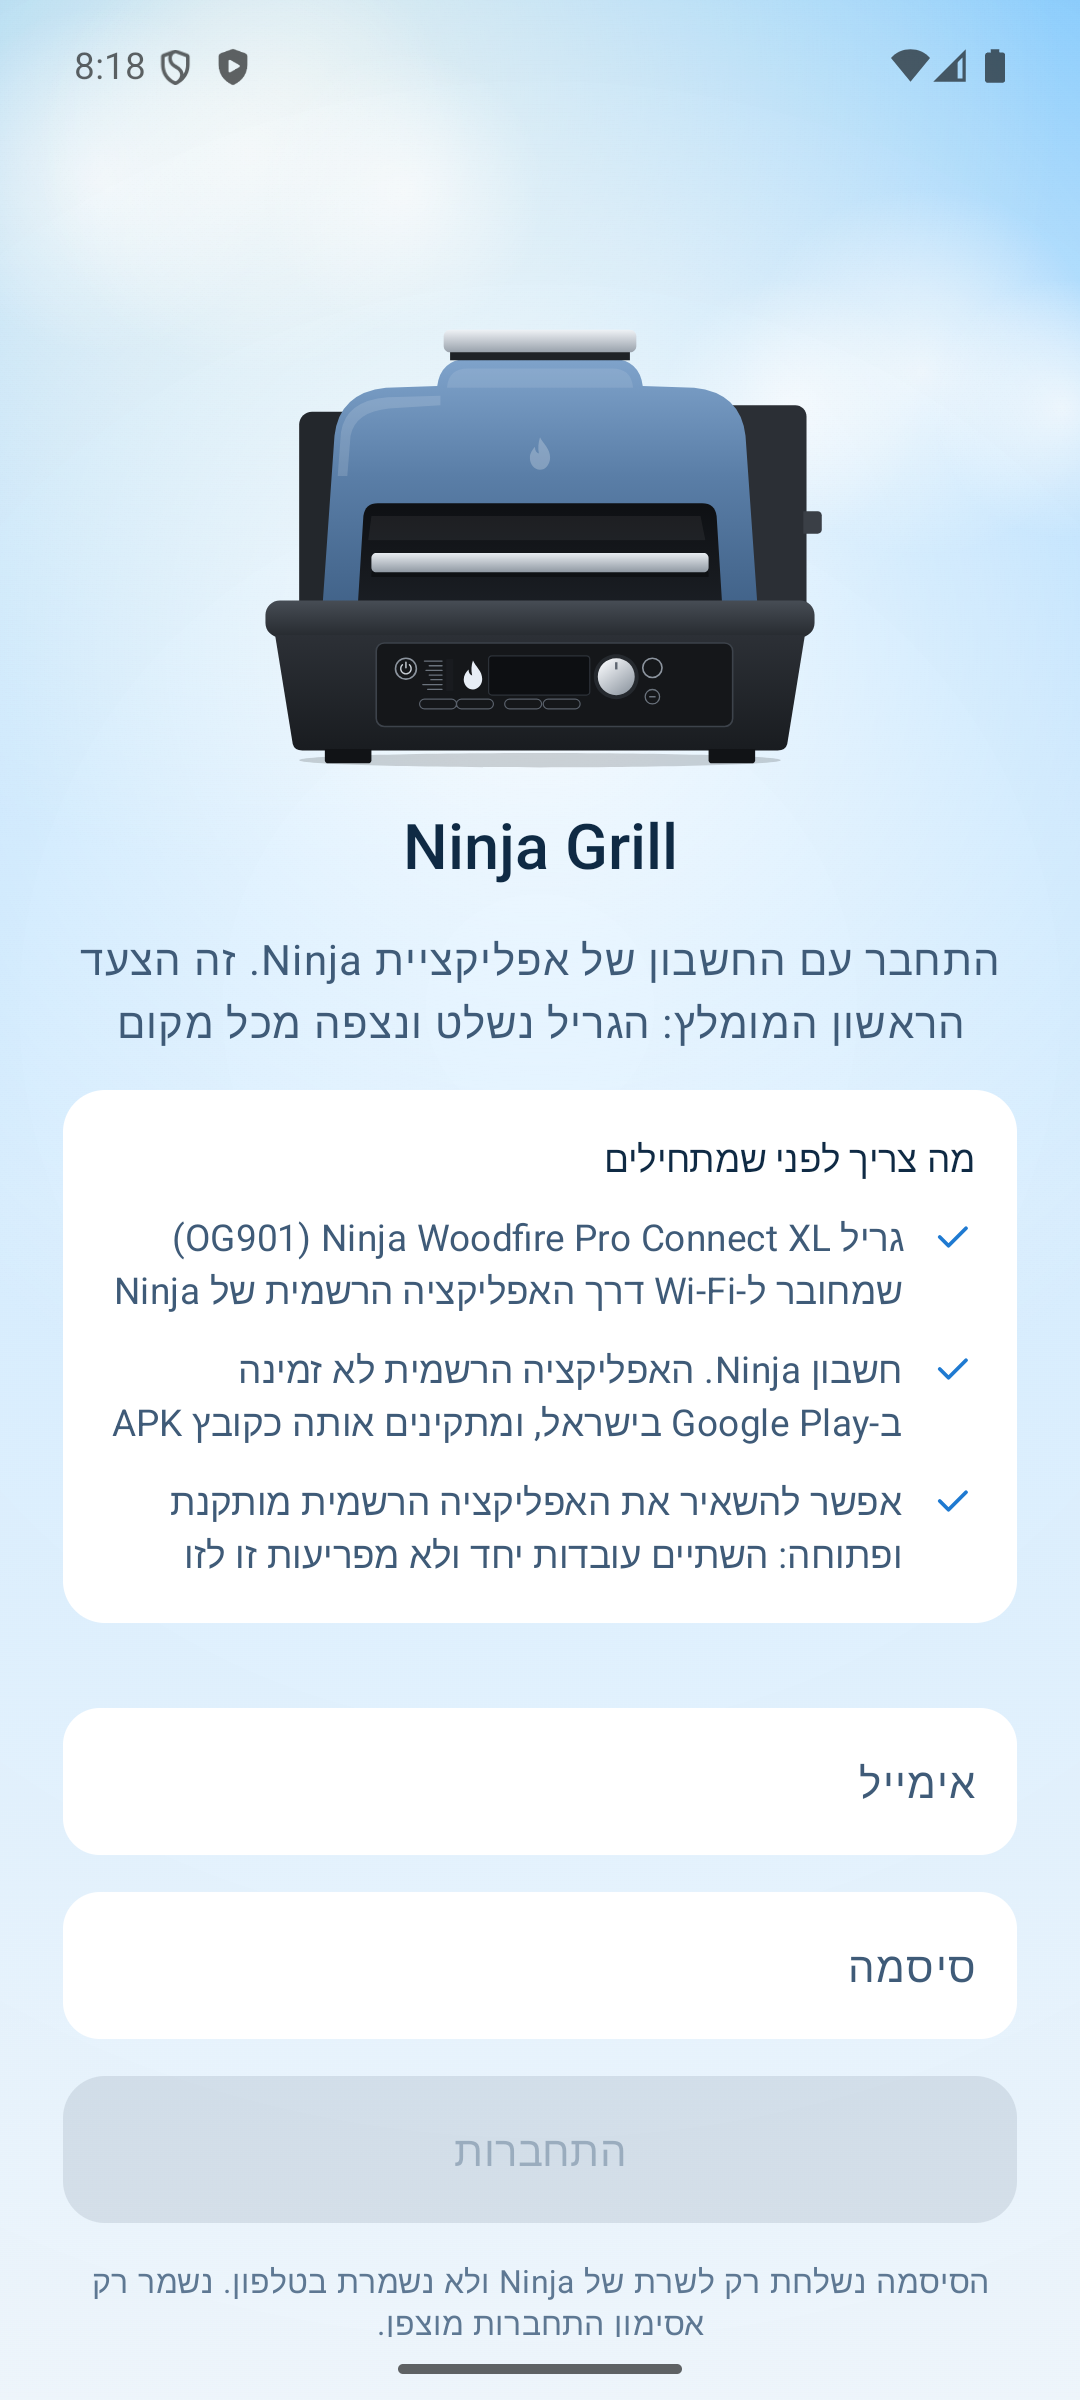 8:18
Ninja Grill
התחבר עם החשבון של אפליקציית Ninja. זה הצעד
הראשון המומלץ: הגריל נשלט ונצפה מכל מקום
מה צריך לפני שמתחילים
גריל Ninja Woodfire Pro Connect XL (OG901)
שמחובר ל-Wi-Fi דרך האפליקציה הרשמית של Ninja
חשבון Ninja. האפליקציה הרשמית לא זמינה
ב-Google Play בישראל, ומתקינים אותה כקובץ APK
אפשר להשאיר את האפליקציה הרשמית מותקנת
ופתוחה: השתיים עובדות יחד ולא מפריעות זו לזו
אימייל
סיסמה
התחברות
הסיסמה נשלחת רק לשרת של Ninja ולא נשמרת בטלפון. נשמר רק
אסימון התחברות מוצפן.